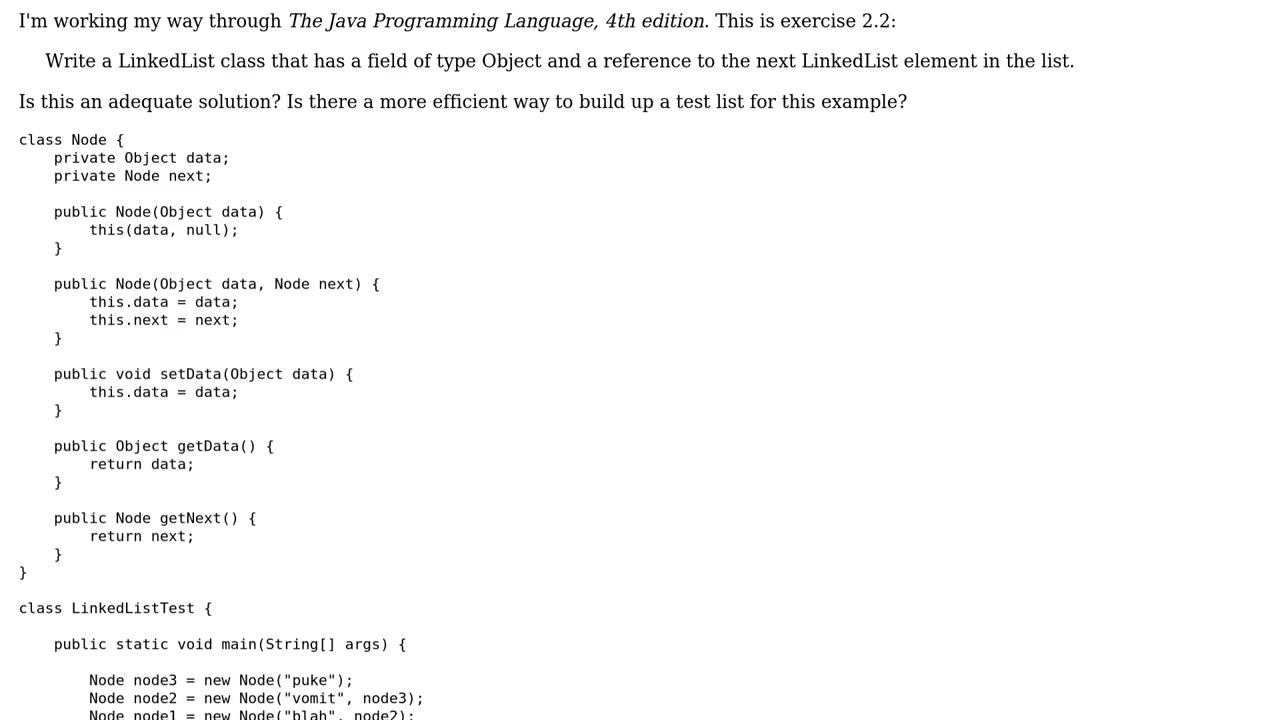 I'm working my way through The Java Programming Language, 4th edition. This is exercise 2.2:
Write a LinkedList class that has a field of type Object and a reference to the next LinkedList element in the list.
Is this an adequate solution? Is there a more efficient way to build up a test list for this example?
class Node {
    private Object data;
    private Node next;
    public Node(Object data) {
        this(data, null);
    }
    public Node(Object data, Node next) {
        this.data = data;
        this.next = next;
    }
    public void setData(Object data) {
        this.data = data;
    }
    public Object getData() {
        return data;
    }
    public Node getNext() {
        return next;
    }
}
class LinkedListTest {
    public static void main(String[] args) {
        Node node3 = new Node("puke");
        Node node2 = new Node("vomit", node3);
        Node node1 = new Node("blah", node2);